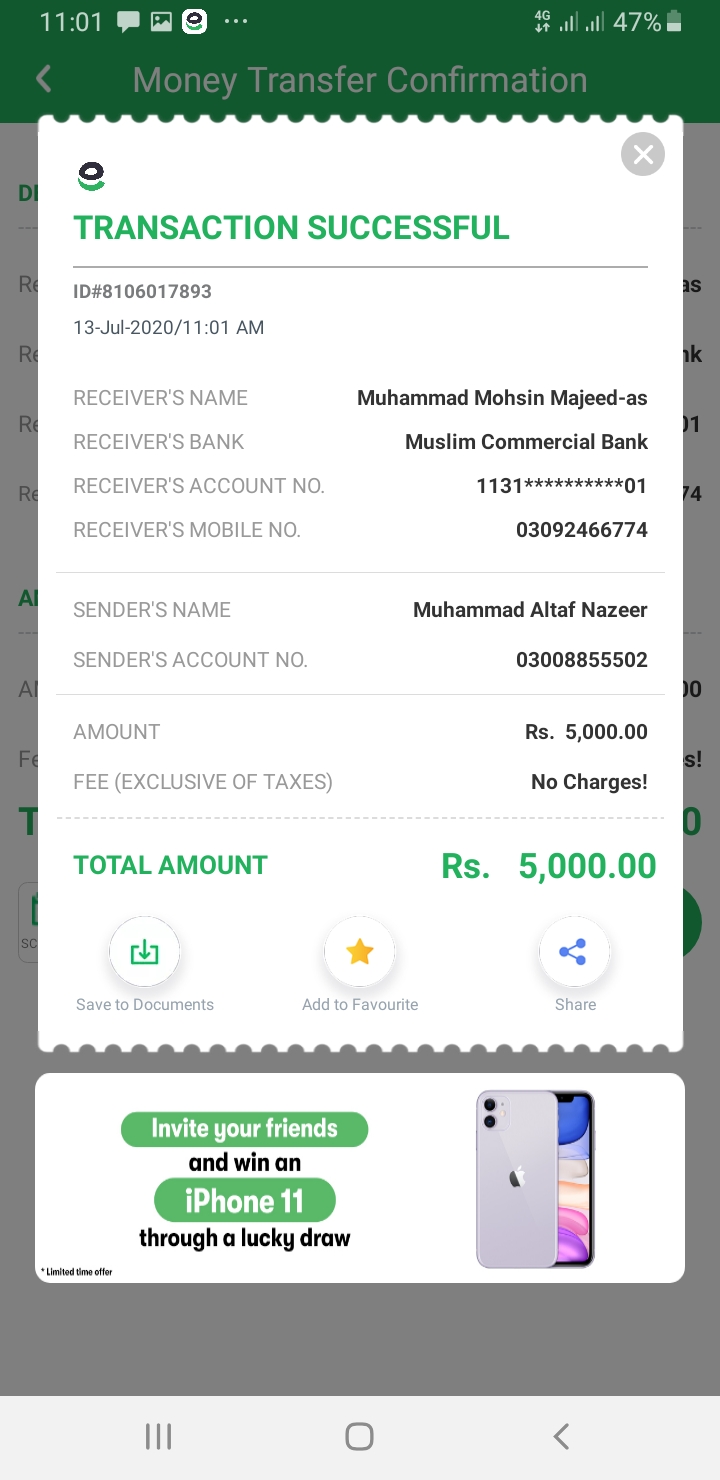 11:01 4G 47%
Money Transfer Confirmation
TRANSACTION SUCCESSFUL
ID#8106017893
13-Jul-2020/11:01 AM
RECEIVER'S NAME Muhammad Mohsin Majeed-as
RECEIVER'S BANK Muslim Commercial Bank
RECEIVER'S ACCOUNT NO. 1131**********01
RECEIVER'S MOBILE NO. 03092466774
SENDER'S NAME Muhammad Altaf Nazeer
SENDER'S ACCOUNT NO. 03008855502
AMOUNT Rs. 5,000.00
FEE (EXCLUSIVE OF TAXES) No Charges!
TOTAL AMOUNT Rs. 5,000.00
Save to Documents Add to Favourite Share
Invite your friends
and win an
iPhone 11
through a lucky draw
* Limited time offer